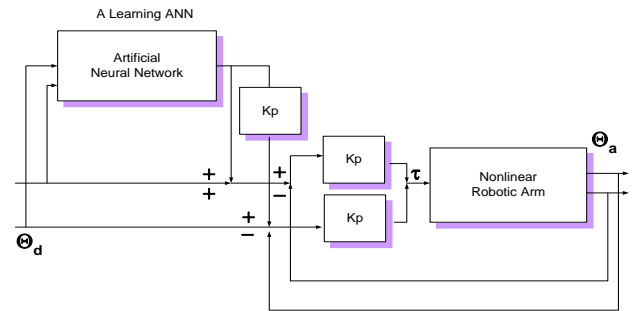 A Learning ANN
Artificial
Neural Network
Kp
Kp
Θa
+
+
+
−
τ
Nonlinear
Robotic Arm
Kp
+
−
Θd